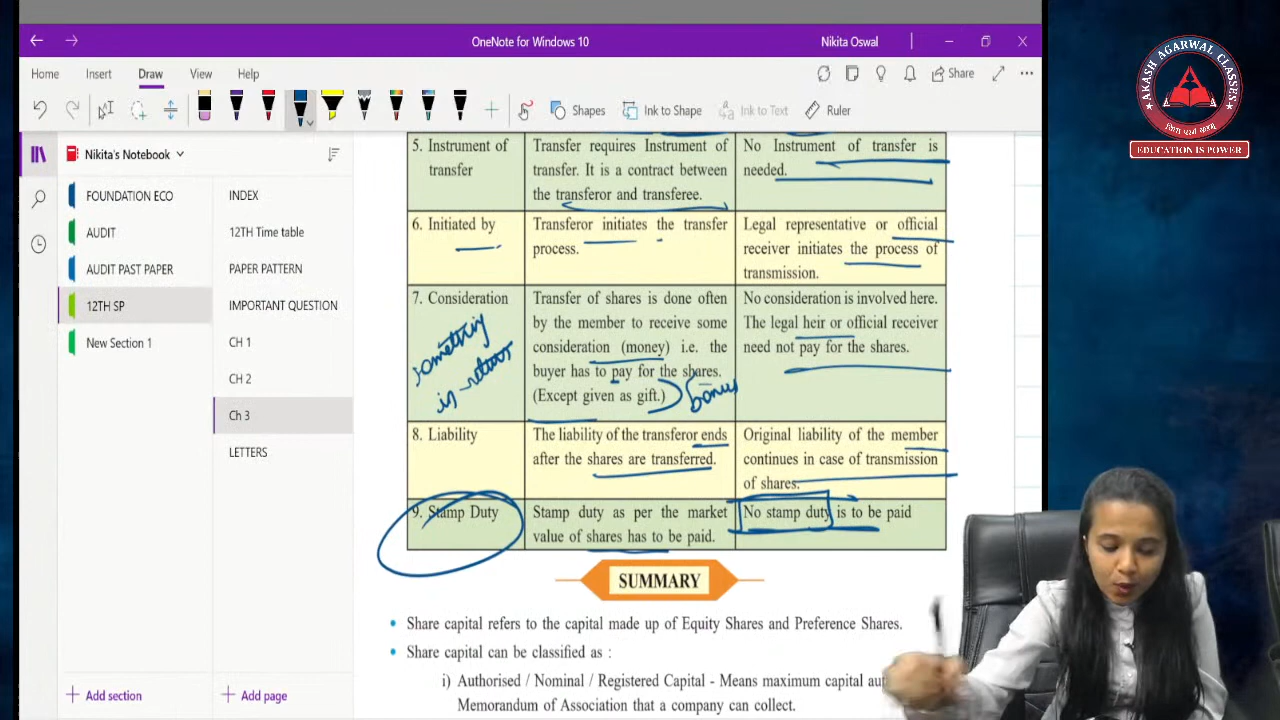 OneNote for Windows 10
Nikita Oswal
Home Insert Draw View Help
Share
Shapes
Ink to Shape
Ink to Text
Ruler
AKASH AGARWAL CLASSES
EDUCATION IS POWER
Nikita's Notebook
FOUNDATION ECO
AUDIT
AUDIT PAST PAPER
12TH SP
New Section 1
Add section
INDEX
12TH Time table
PAPER PATTERN
IMPORTANT QUESTION
CH 1
CH 2
Ch 3
LETTERS
Add page
5. Instrument of
transfer
Transfer requires Instrument of
transfer. It is a contract between
the transferor and transferee.
No Instrument of transfer is
needed.
6. Initiated by
Transferor initiates the transfer
process.
Legal representative or official
receiver initiates the process of
transmission.
7. Consideration
something
in return
Transfer of shares is done often
by the member to receive some
consideration (money) i.e. the
buyer has to pay for the shares.
(Except given as gift.)
bonus
No consideration is involved here.
The legal heir or official receiver
need not pay for the shares.
8. Liability
The liability of the transferor ends
after the shares are transferred.
Original liability of the member
continues in case of transmission
of shares.
9. Stamp Duty
Stamp duty as per the market
value of shares has to be paid.
No stamp duty is to be paid
SUMMARY
• Share capital refers to the capital made up of Equity Shares and Preference Shares.
• Share capital can be classified as :
i) Authorised / Nominal / Registered Capital - Means maximum capital
Memorandum of Association that a company can collect.